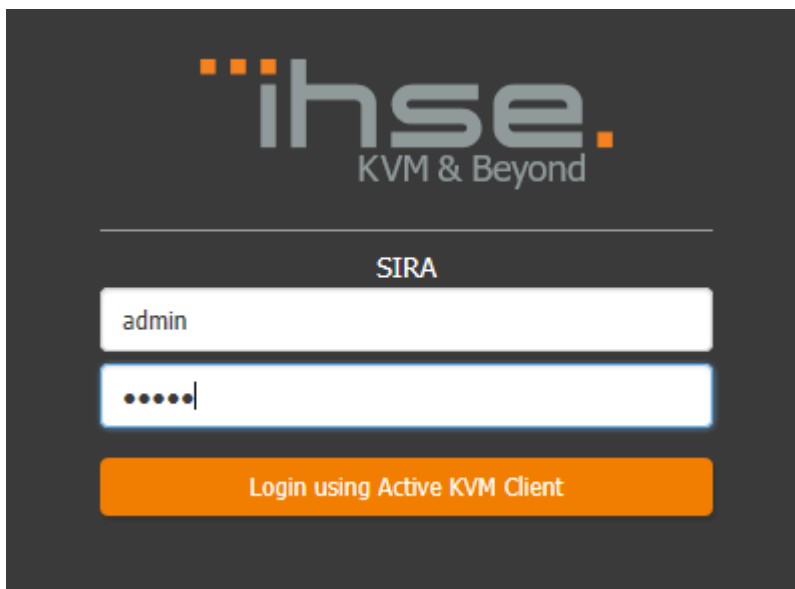 ihse.
KVM & Beyond
SIRA
admin
•••••
Login using Active KVM Client